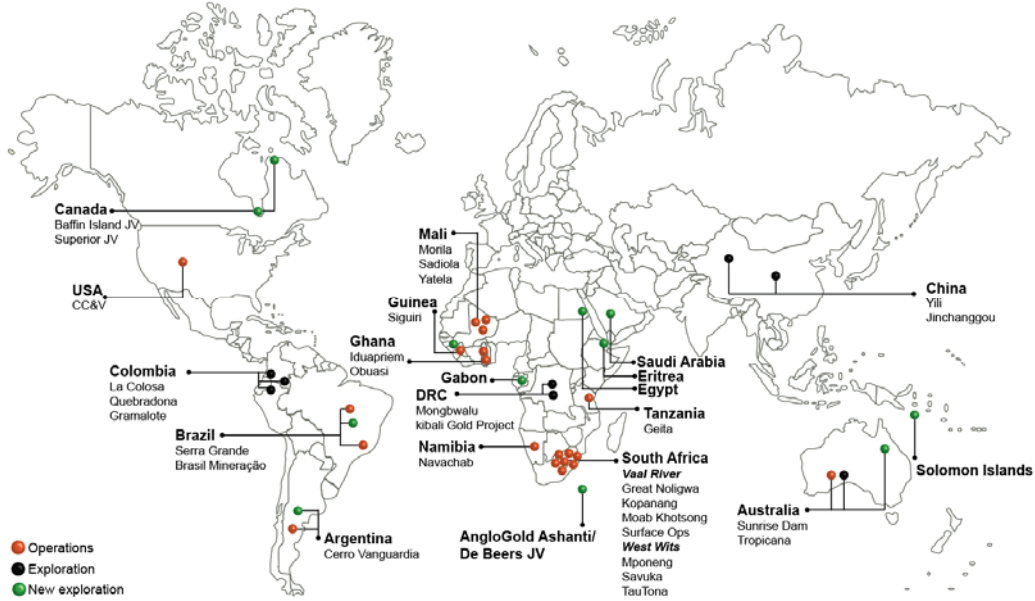 Canada
Baffin Island JV
Superior JV
USA
CC&V
Colombia
La Colosa
Quebradona
Gramalote
Brazil
Serra Grande
Brasil Mineração
Argentina
Cerro Vanguardia
Mali
Morila
Sadiola
Yatela
Guinea
Siguiri
Ghana
Iduapriem
Obuasi
Gabon
DRC
Mongbwalu
kibali Gold Project
Namibia
Navachab
AngloGold Ashanti/
De Beers JV
Saudi Arabia
Eritrea
Egypt
Tanzania
Geita
South Africa
Vaal River
Great Noligwa
Kopanang
Moab Khotsong
Surface Ops
West Wits
Mponeng
Savuka
TauTona
China
Yili
Jinchanggou
Solomon Islands
Australia
Sunrise Dam
Tropicana
Operations
Exploration
New exploration